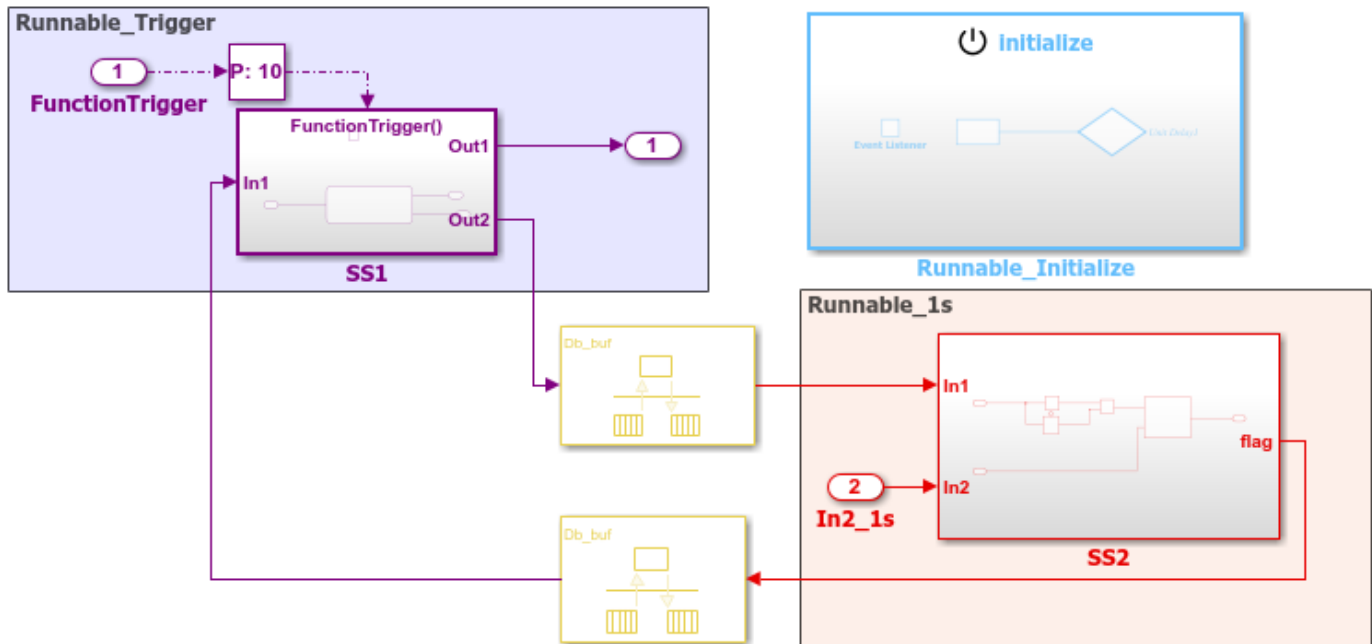 Runnable_Trigger
1
P: 10
FunctionTrigger
FunctionTrigger()
Out1
1
In1
Out2
SS1
initialize
Event Listener
Unit Delay1
Runnable_Initialize
Db_buf
Runnable_1s
In1
flag
2
In2
In2_1s
SS2
Db_buf